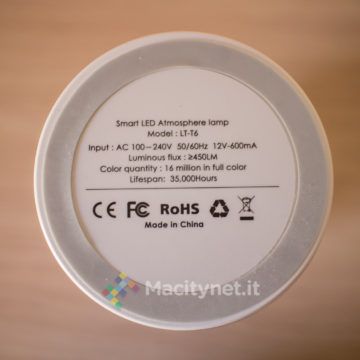 Smart LED Atmosphere lamp
Model : LT-T6
Input : AC 100-240V 50/60Hz 12V-600mA
Luminous flux : ≥450LM
Color quantity : 16 million in full color
Lifespan: 35,000Hours
CE FC RoHS
Made in China
Macitynet.it